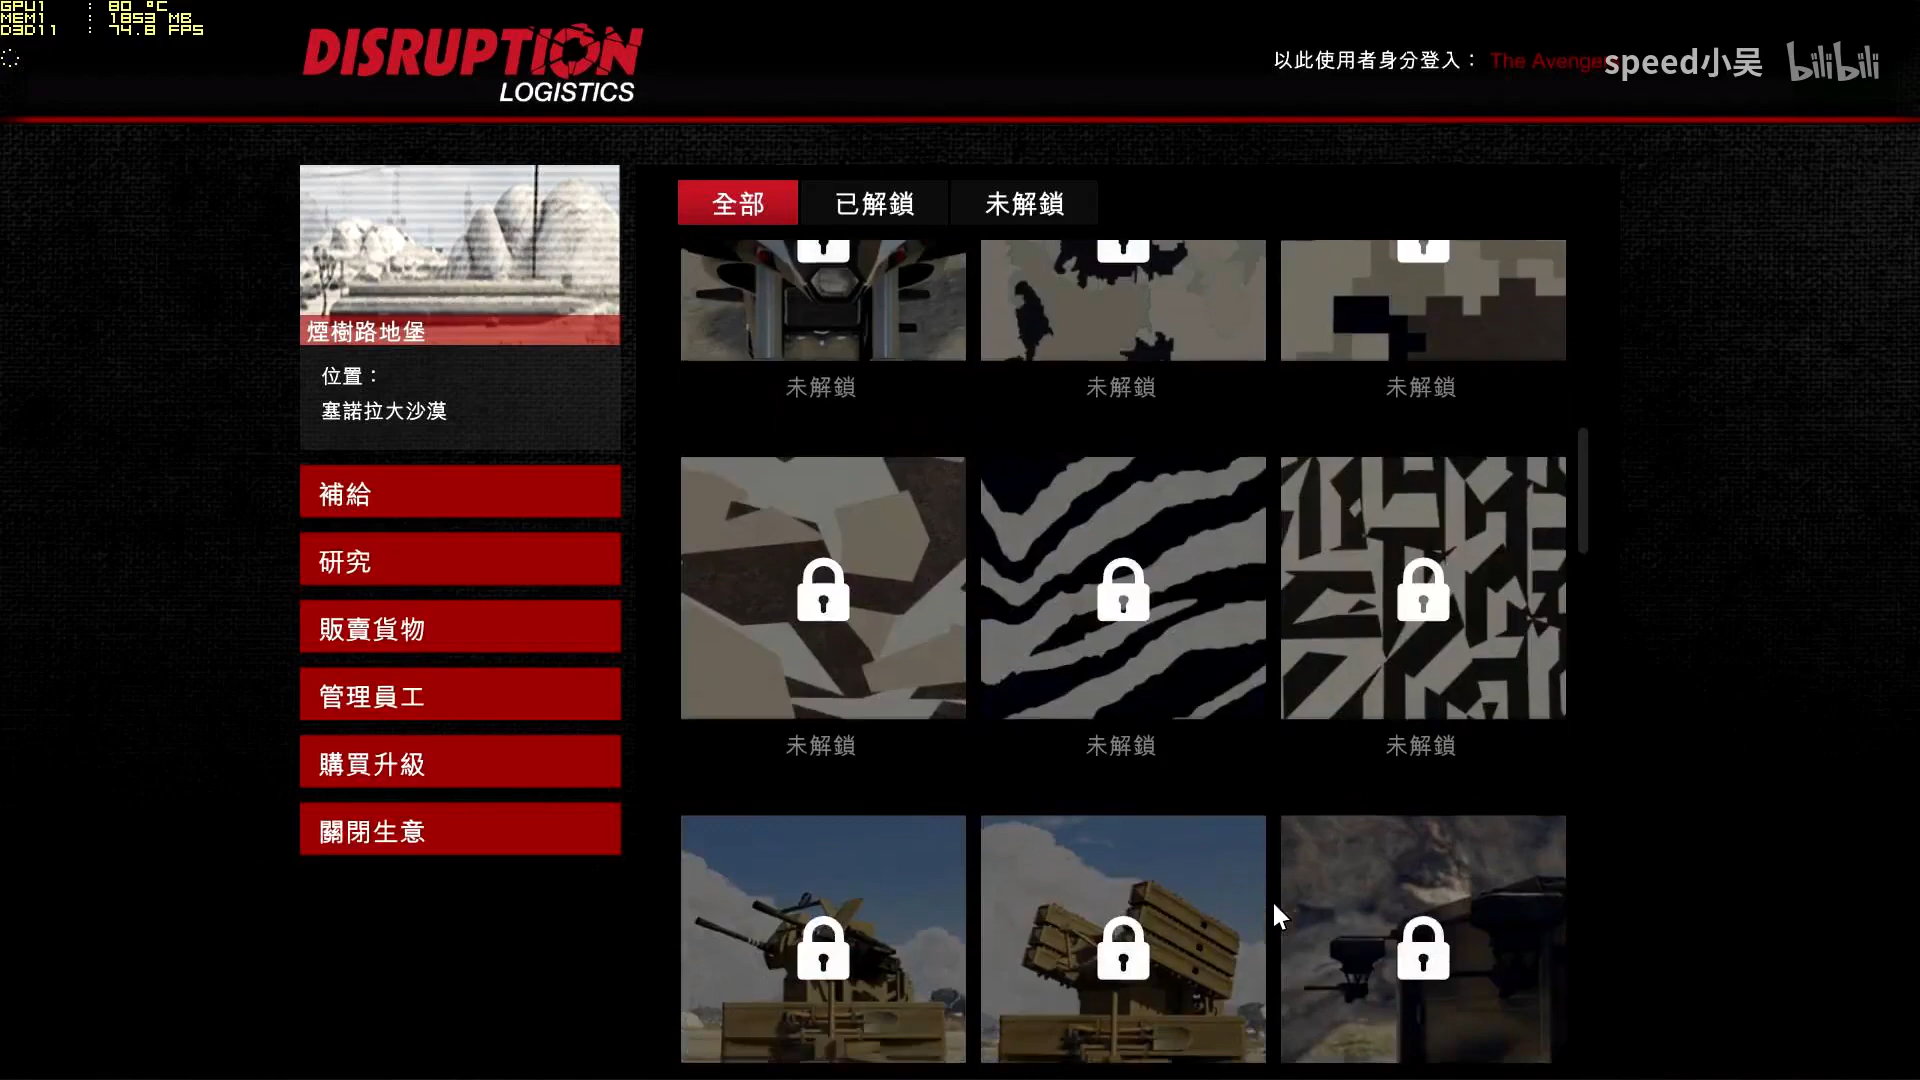 GPU1 : 80 °C
MEM1 : 1853 MB
D3D11 : 74.8 FPS
DISRUPTION
LOGISTICS
以此使用者身分登入： The Avenger
speed小吴 bilibili
煙樹路地堡
位置：
塞諾拉大沙漠
補給
研究
販賣貨物
管理員工
購買升級
關閉生意
全部 已解鎖 未解鎖
未解鎖 未解鎖 未解鎖
未解鎖 未解鎖 未解鎖